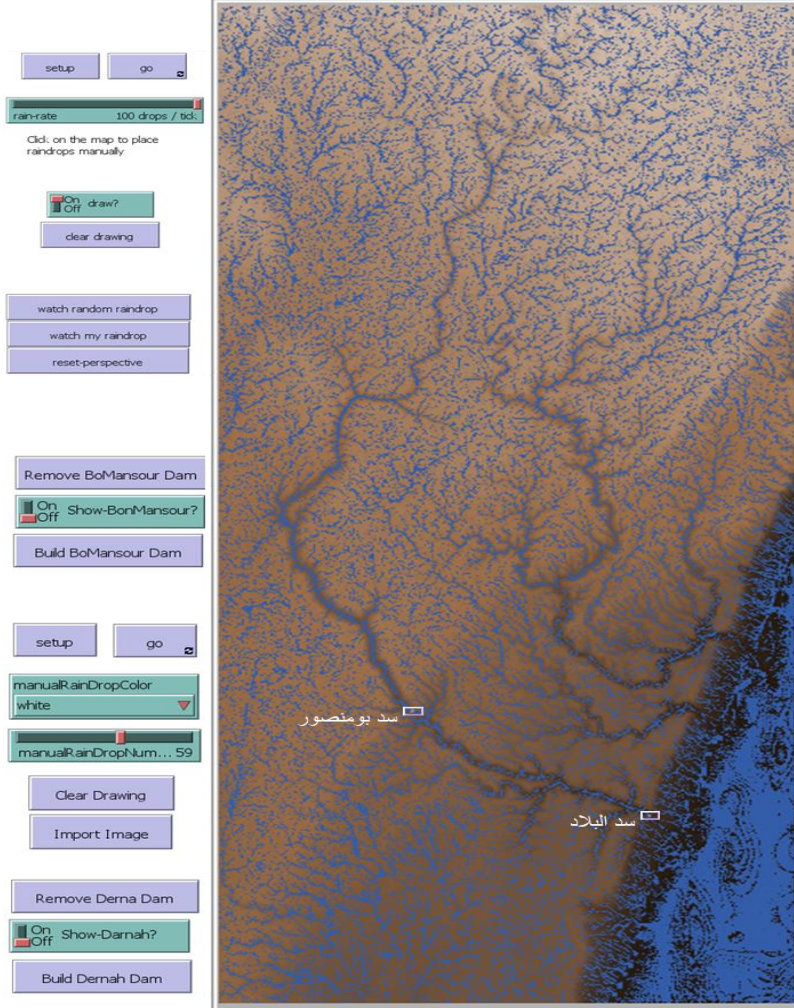 setup
go
rain-rate 100 drops / tick
Click on the map to place
raindrops manually
On
Off
draw?
clear drawing
watch random raindrop
watch my raindrop
reset-perspective
Remove BoMansour Dam
On
Off
Show-BonMansour?
Build BoMansour Dam
setup
go
manualRainDropColor
white
manualRainDropNum... 59
Clear Drawing
Import Image
Remove Derna Dam
On
Off
Show-Darnah?
Build Dernah Dam
سد بومنصور
سد البلاد